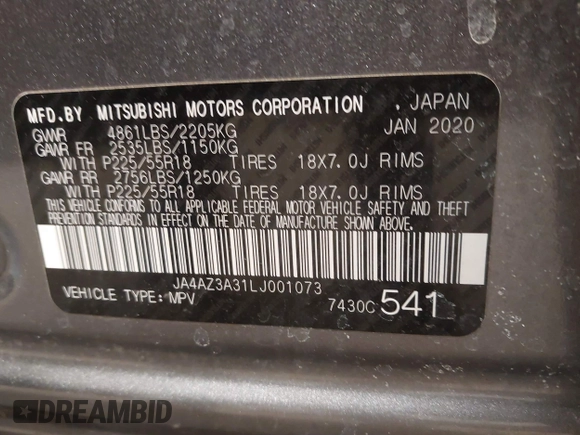 MFD.BY MITSUBISHI MOTORS CORPORATION . JAPAN
GVWR 4861LBS/2205KG JAN 2020
GAWR FR 2535LBS/1150KG
WITH P225/55R18 TIRES 18X7.0J RIMS
GAWR RR 2756LBS/1250KG
WITH P225/55R18 TIRES 18X7.0J RIMS
THIS VEHICLE CONFORMS TO ALL APPLICABLE FEDERAL MOTOR VEHICLE SAFETY AND THEFT
PREVENTION STANDARDS IN EFFECT ON THE DATE OF MANUFACTURE SHOWN ABOVE.
JA4AZ3A31LJ001073
VEHICLE TYPE: MPV 7430C 541
DREAMBID